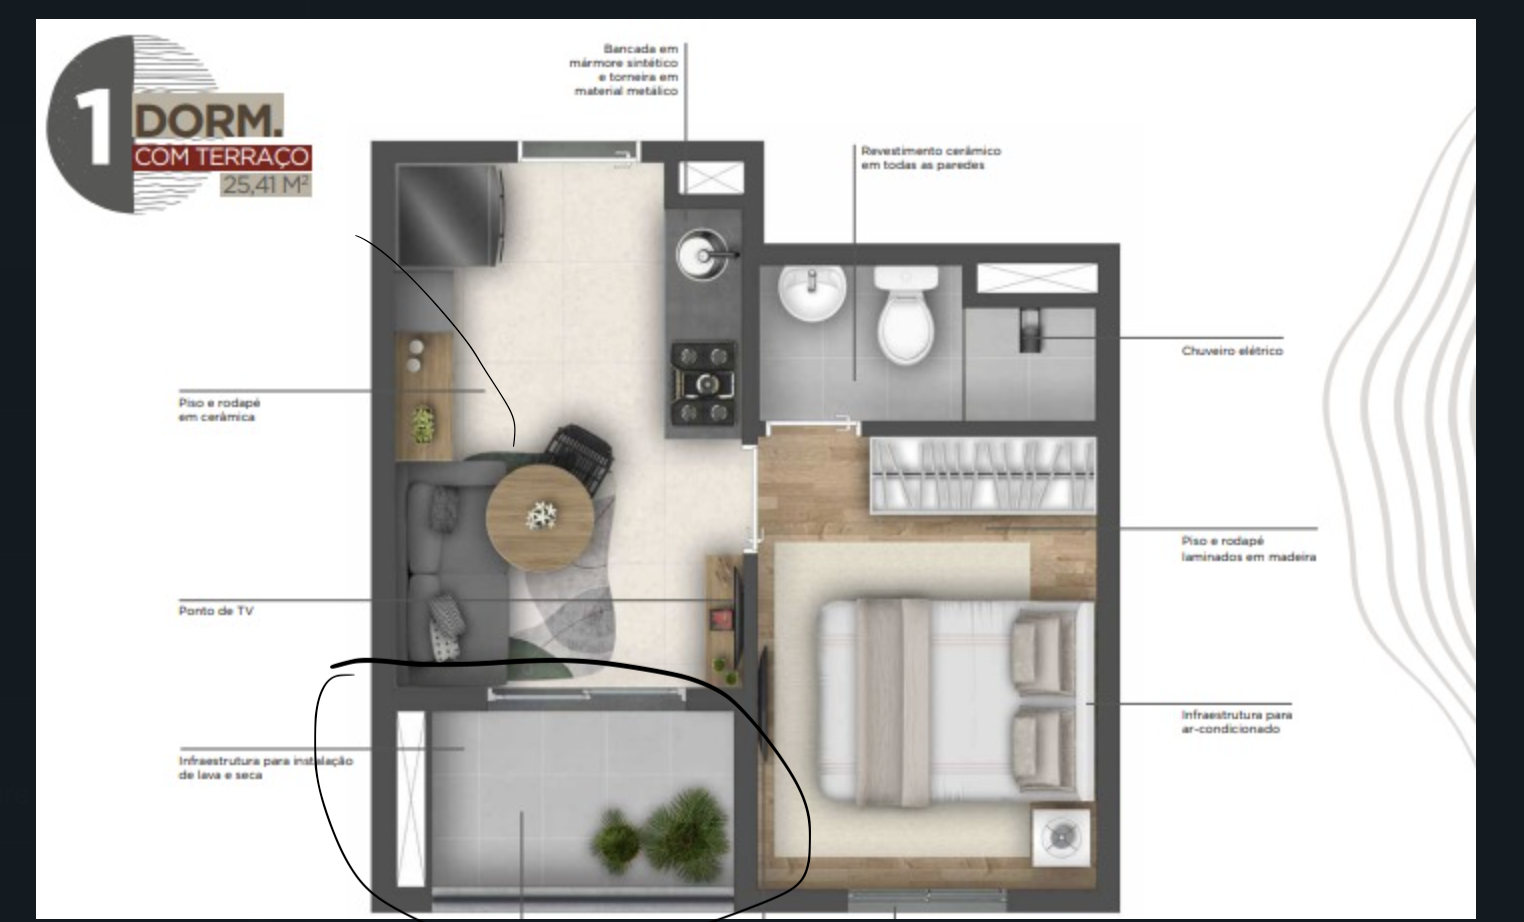 1
DORM.
COM TERRAÇO
25,41 M²
Bancada em
mármore sintético
e torneira em
material metálico
Revestimento cerâmico
em todas as paredes
Chuveiro elétrico
Piso e rodapé
em cerâmica
Piso e rodapé
laminados em madeira
Ponto de TV
Infraestrutura para
ar-condicionado
Infraestrutura para instalação
de lava e seca